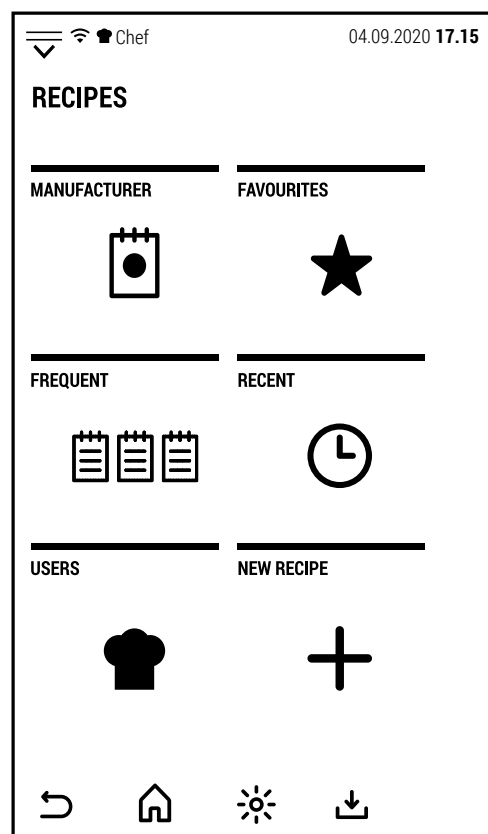 Chef 04.09.2020 17.15
RECIPES
MANUFACTURER FAVOURITES
FREQUENT RECENT
USERS NEW RECIPE